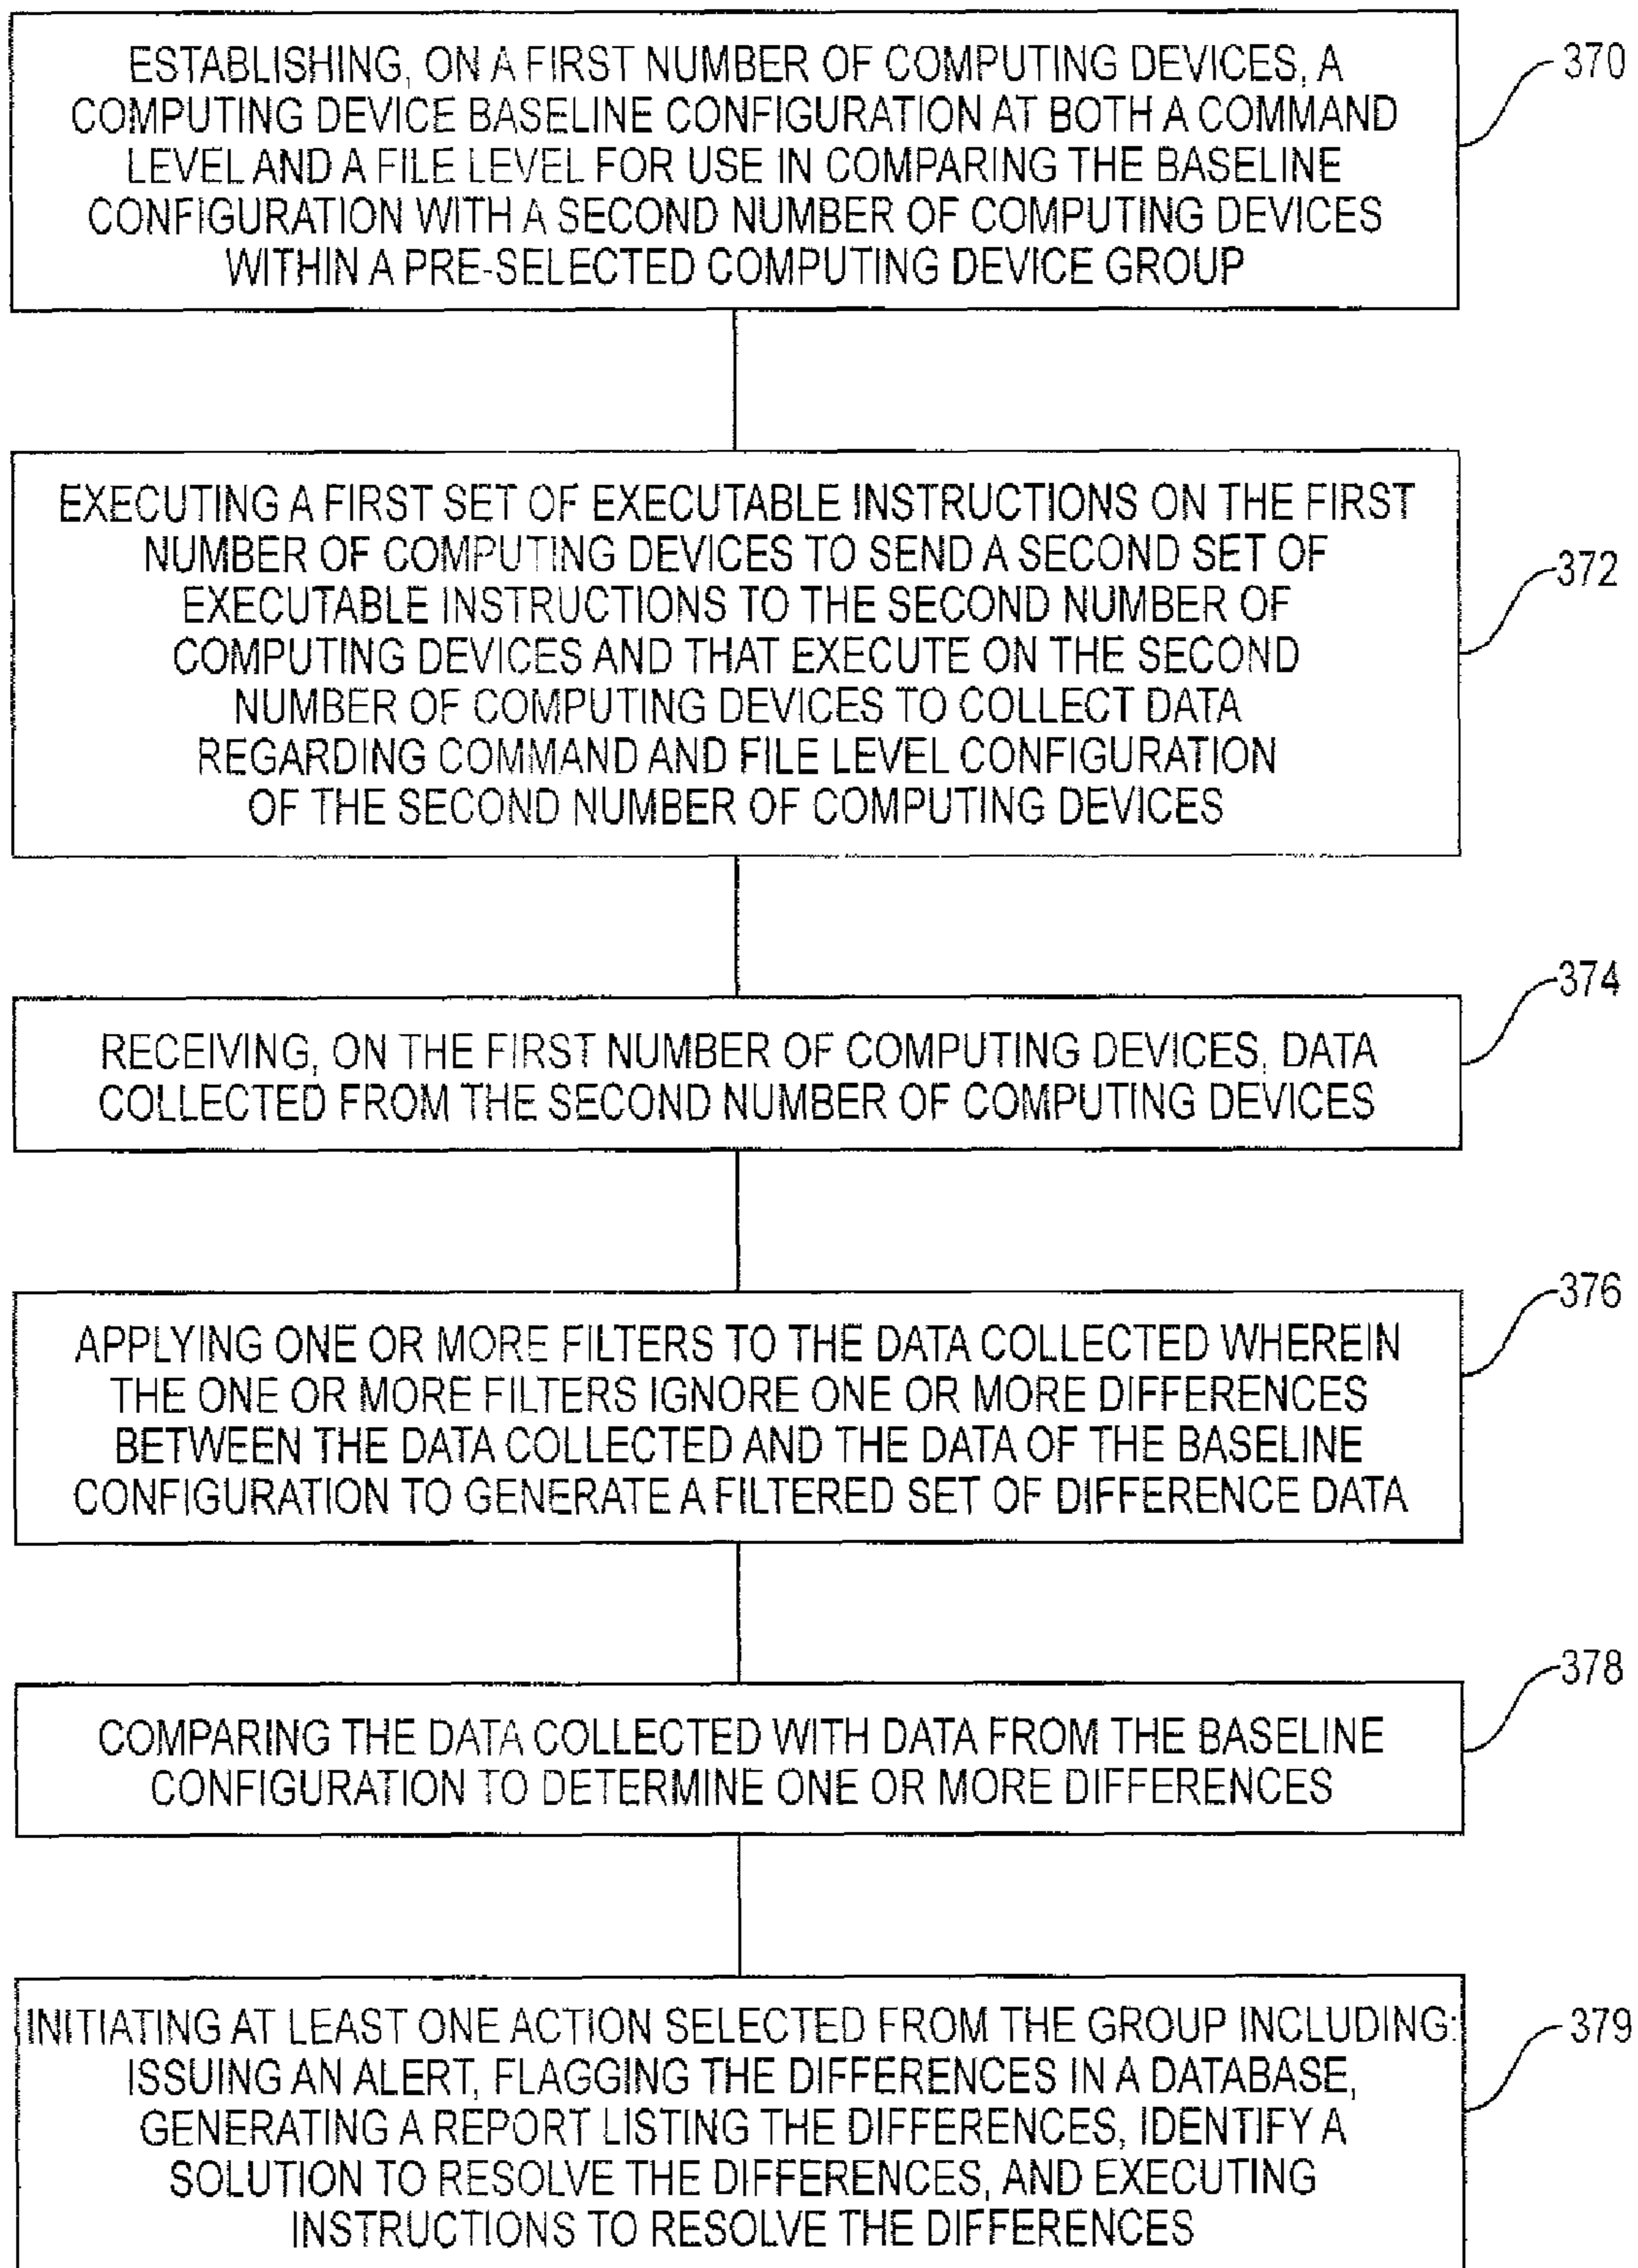 ESTABLISHING, ON A FIRST NUMBER OF COMPUTING DEVICES, A
COMPUTING DEVICE BASELINE CONFIGURATION AT BOTH A COMMAND
LEVEL AND A FILE LEVEL FOR USE IN COMPARING THE BASELINE
CONFIGURATION WITH A SECOND NUMBER OF COMPUTING DEVICES
WITHIN A PRE-SELECTED COMPUTING DEVICE GROUP
370
EXECUTING A FIRST SET OF EXECUTABLE INSTRUCTIONS ON THE FIRST
NUMBER OF COMPUTING DEVICES TO SEND A SECOND SET OF
EXECUTABLE INSTRUCTIONS TO THE SECOND NUMBER OF
COMPUTING DEVICES AND THAT EXECUTE ON THE SECOND
NUMBER OF COMPUTING DEVICES TO COLLECT DATA
REGARDING COMMAND AND FILE LEVEL CONFIGURATION
OF THE SECOND NUMBER OF COMPUTING DEVICES
372
RECEIVING, ON THE FIRST NUMBER OF COMPUTING DEVICES, DATA
COLLECTED FROM THE SECOND NUMBER OF COMPUTING DEVICES
374
APPLYING ONE OR MORE FILTERS TO THE DATA COLLECTED WHEREIN
THE ONE OR MORE FILTERS IGNORE ONE OR MORE DIFFERENCES
BETWEEN THE DATA COLLECTED AND THE DATA OF THE BASELINE
CONFIGURATION TO GENERATE A FILTERED SET OF DIFFERENCE DATA
376
COMPARING THE DATA COLLECTED WITH DATA FROM THE BASELINE
CONFIGURATION TO DETERMINE ONE OR MORE DIFFERENCES
378
INITIATING AT LEAST ONE ACTION SELECTED FROM THE GROUP INCLUDING:
ISSUING AN ALERT, FLAGGING THE DIFFERENCES IN A DATABASE,
GENERATING A REPORT LISTING THE DIFFERENCES, IDENTIFY A
SOLUTION TO RESOLVE THE DIFFERENCES, AND EXECUTING
INSTRUCTIONS TO RESOLVE THE DIFFERENCES
379